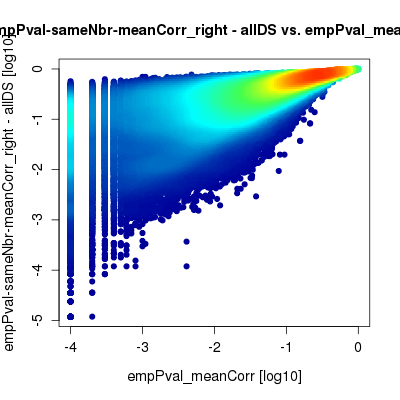 mpPval-sameNbr-meanCorr_right - allDS vs. empPval_mea
empPval-sameNbr-meanCorr_right - allDS [log10]
0
-1
-2
-3
-4
-5
-4 -3 -2 -1 0
empPval_meanCorr [log10]